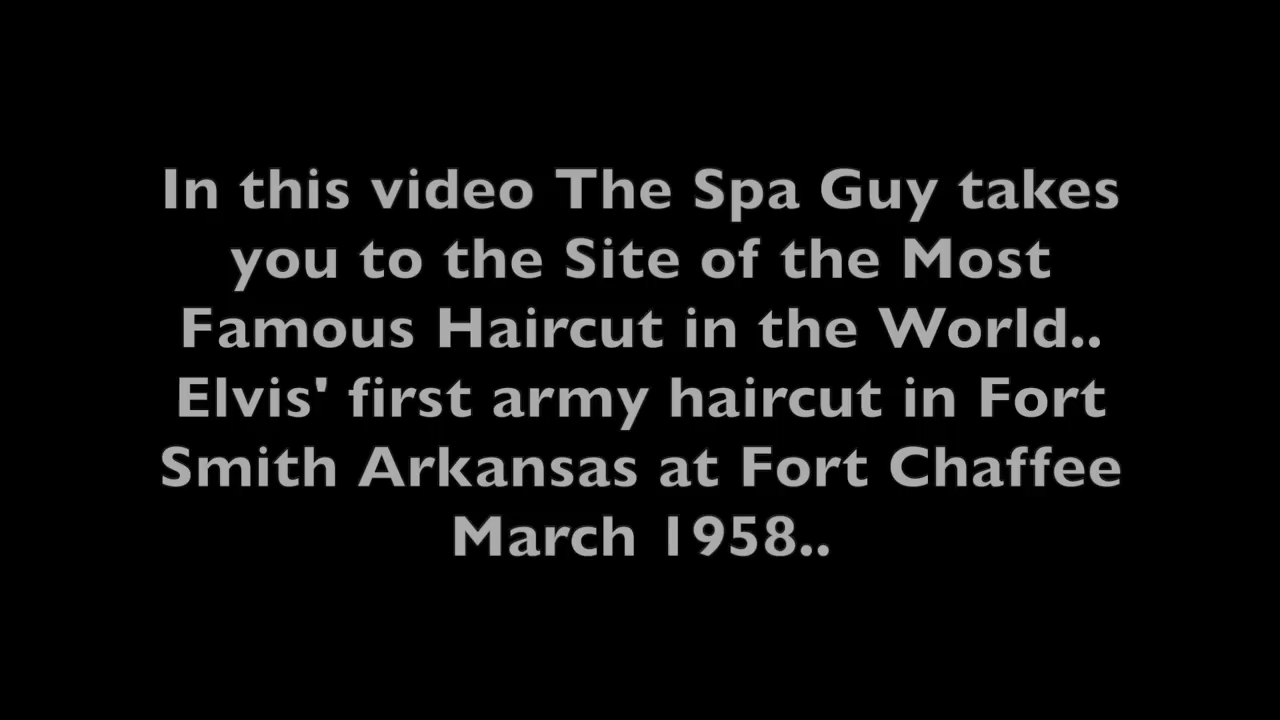 In this video The Spa Guy takes
you to the Site of the Most
Famous Haircut in the World..
Elvis' first army haircut in Fort
Smith Arkansas at Fort Chaffee
March 1958..